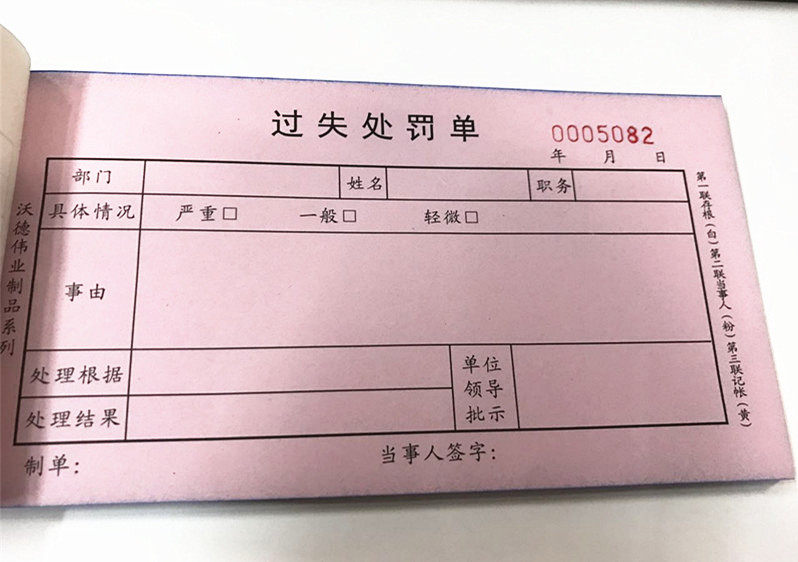 过失处罚单
0005082
年 月 日
部门 姓名 职务
具体情况 严重□ 一般□ 轻微□
事由
处理根据
处理结果
单位
领导
批示
制单: 当事人签字:
沃德伟业制品系列
第一联存根(白)第二联当事人(粉)第三联记帐(黄)